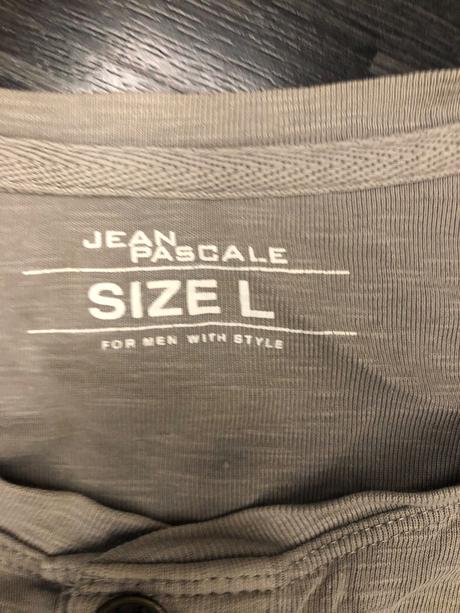 JEAN
PASCALE
SIZE L
FOR MEN WITH STYLE